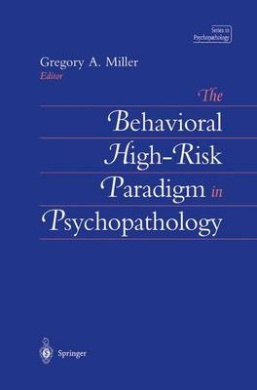 Series in
Psychopathology
Gregory A. Miller
Editor
The
Behavioral
High-Risk
Paradigm in
Psychopathology
Springer